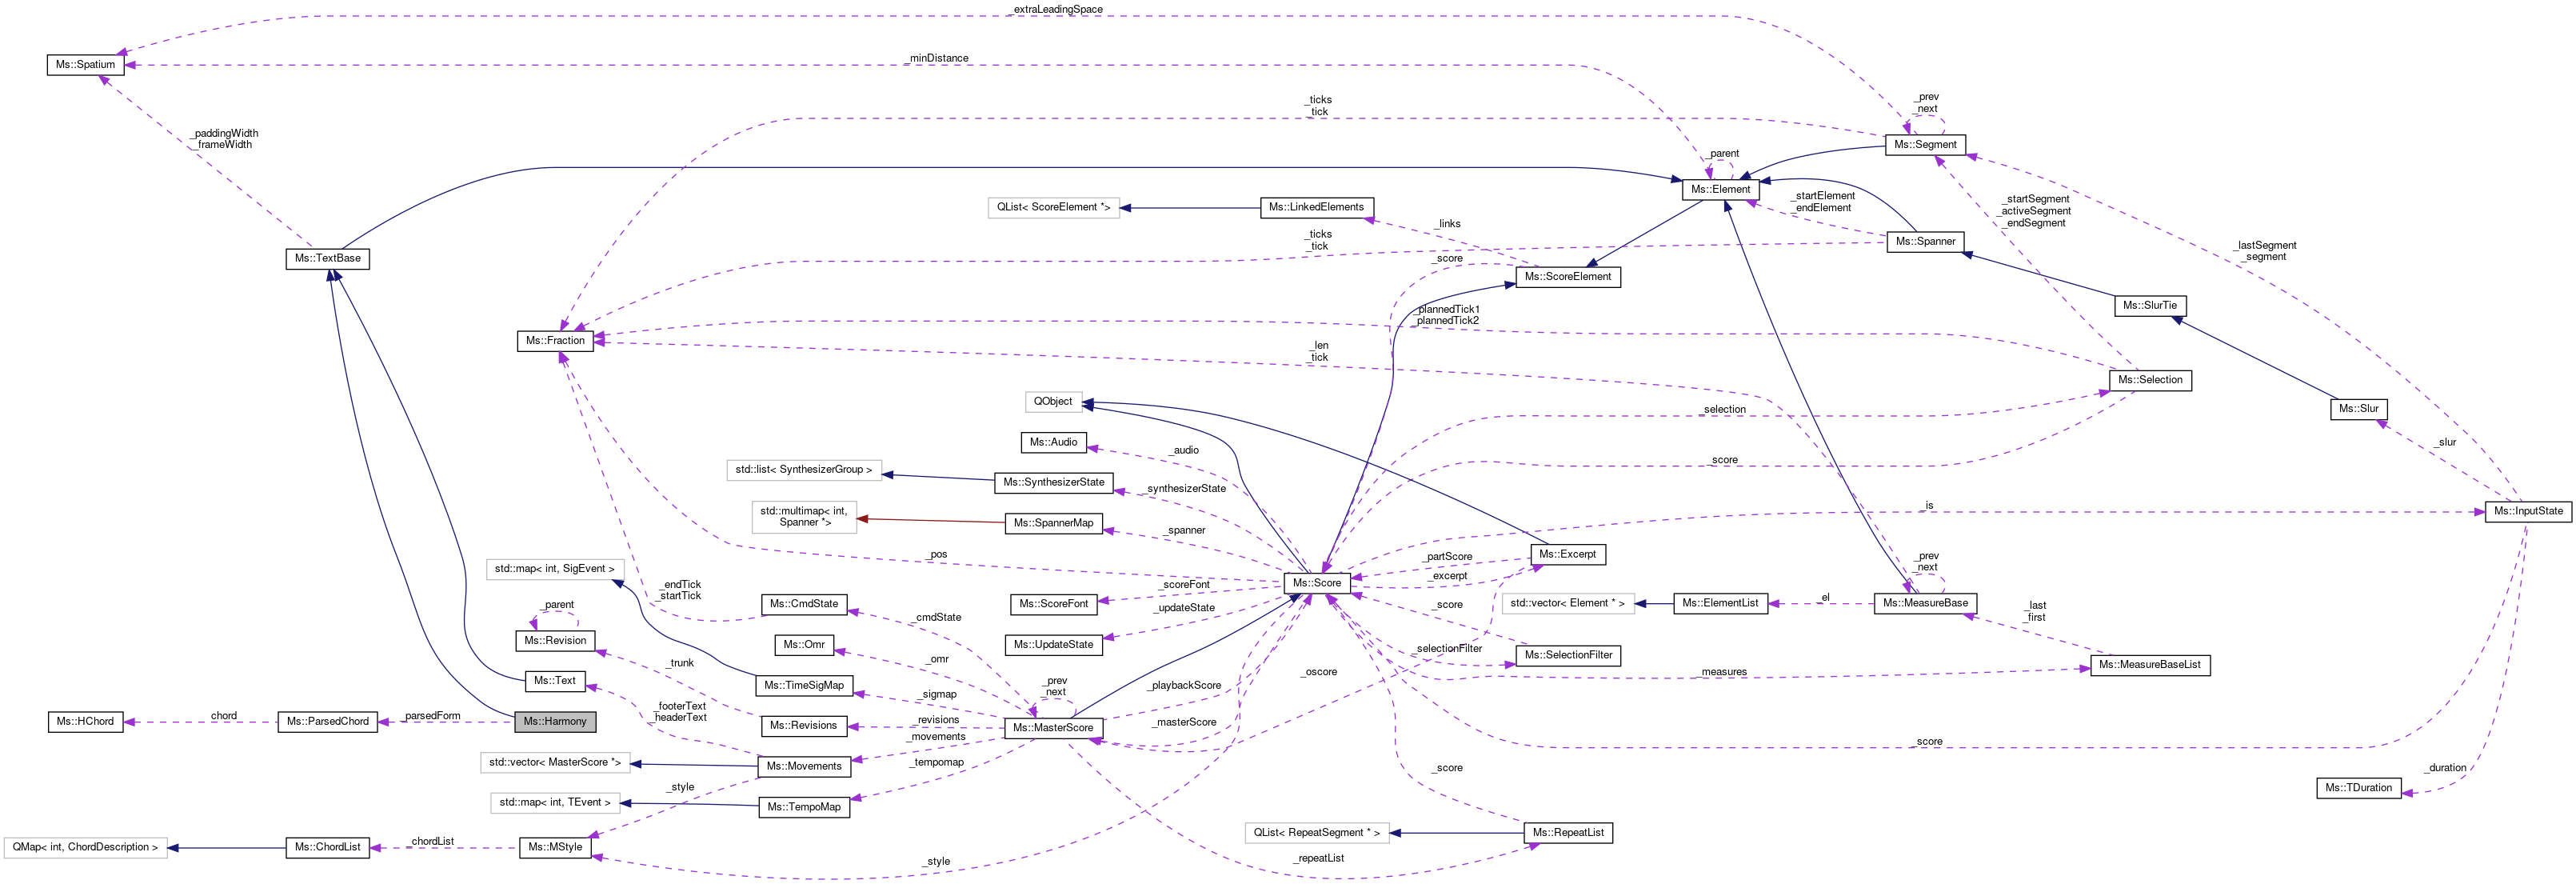 _extraLeadingSpace
Ms::Spatium
_minDistance
_prev
_next
_ticks
_tick
_paddingWidth
_frameWidth
Ms::Segment
_parent
Ms::Element
QList< ScoreElement *>
Ms::LinkedElements
_startElement
_endElement
_startSegment
_activeSegment
_endSegment
_links
_ticks
_tick
Ms::Spanner
_lastSegment
_segment
Ms::TextBase
_score
Ms::ScoreElement
Ms::SlurTie
_plannedTick1
_plannedTick2
Ms::Fraction
_len
_tick
Ms::Selection
QObject
_selection
Ms::Slur
Ms::Audio
_audio
_slur
_score
std::list< SynthesizerGroup >
Ms::SynthesizerState
_synthesizerState
std::multimap< int,
Spanner *>
Ms::SpannerMap
_spanner
_is
Ms::InputState
_pos
_partScore
Ms::Excerpt
_prev
_next
std::map< int, SigEvent >
_endTick
_startTick
_scoreFont
Ms::Score
_excerpt
Ms::CmdState
Ms::ScoreFont
_updateState
_score
std::vector< Element * >
Ms::ElementList
_el
Ms::MeasureBase
_parent
_cmdState
_last
_first
Ms::Revision
Ms::Omr
Ms::UpdateState
_selectionFilter
Ms::SelectionFilter
_trunk
_omr
Ms::MeasureBaseList
_oscore
_measures
Ms::Text
Ms::TimeSigMap
_sigmap
_prev
_next
_playbackScore
Ms::HChord
chord
Ms::ParsedChord
_parsedForm
Ms::Harmony
_footerText
_headerText
Ms::Revisions
_revisions
Ms::MasterScore
_masterScore
_movements
_score
std::vector< MasterScore *>
Ms::Movements
_tempomap
_score
_duration
_style
Ms::TDuration
std::map< int, TEvent >
Ms::TempoMap
QList< RepeatSegment * >
Ms::RepeatList
QMap< int, ChordDescription >
Ms::ChordList
_chordList
Ms::MStyle
_style
_repeatList